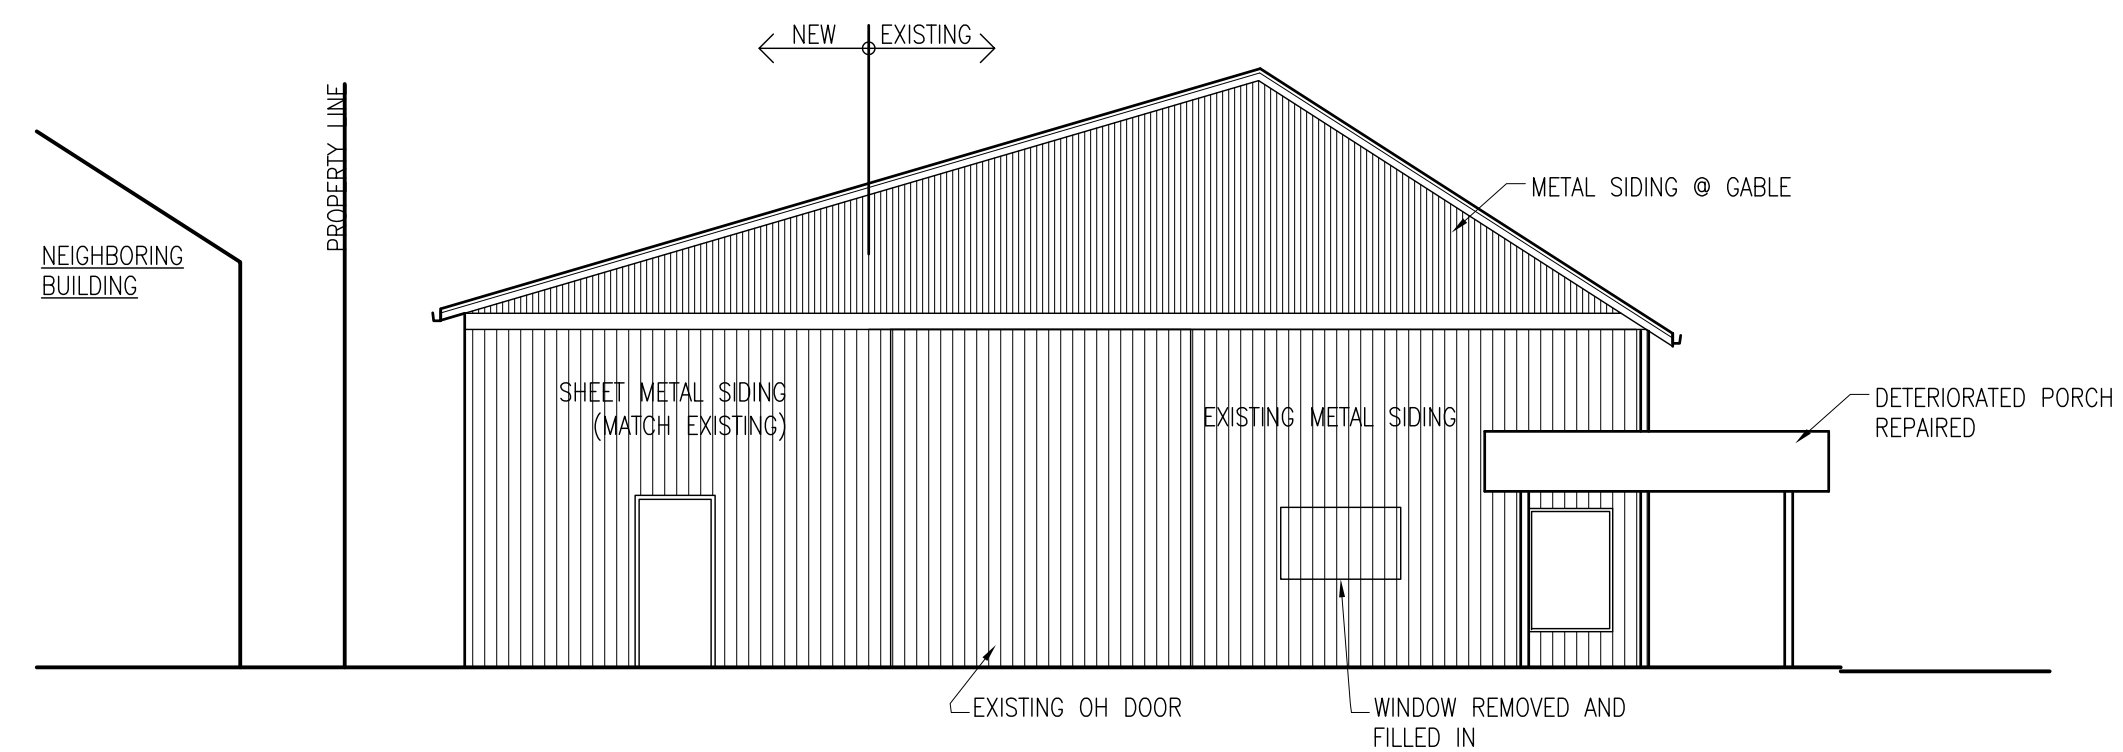 NEW EXISTING
PROPERTY LINE
METAL SIDING @ GABLE
NEIGHBORING
BUILDING
SHEET METAL SIDING
(MATCH EXISTING)
EXISTING METAL SIDING
DETERIORATED PORCH
REPAIRED
EXISTING OH DOOR
WINDOW REMOVED AND
FILLED IN